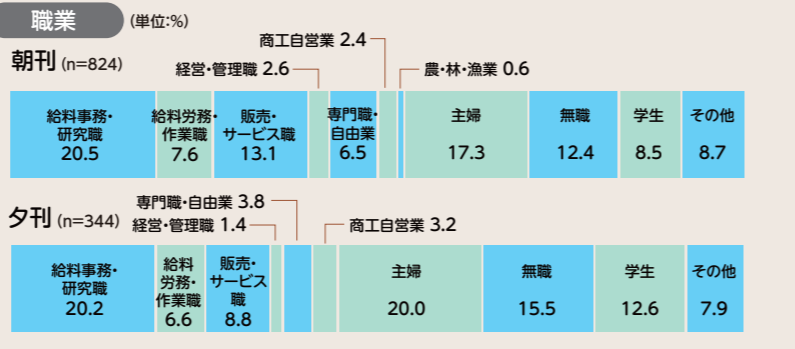 職業 (単位:%)
商工自営業 2.4
朝刊 (n=824)
経営・管理職 2.6
農・林・漁業 0.6
給料事務・
研究職
20.5
給料労務・
作業職
7.6
販売・
サービス職
13.1
専門職・
自由業
6.5
主婦
17.3
無職
12.4
学生
8.5
その他
8.7
専門職・自由業 3.8
夕刊 (n=344)
経営・管理職 1.4
商工自営業 3.2
給料事務・
研究職
20.2
給料
労務・
作業職
6.6
販売・
サービス
職
8.8
主婦
20.0
無職
15.5
学生
12.6
その他
7.9